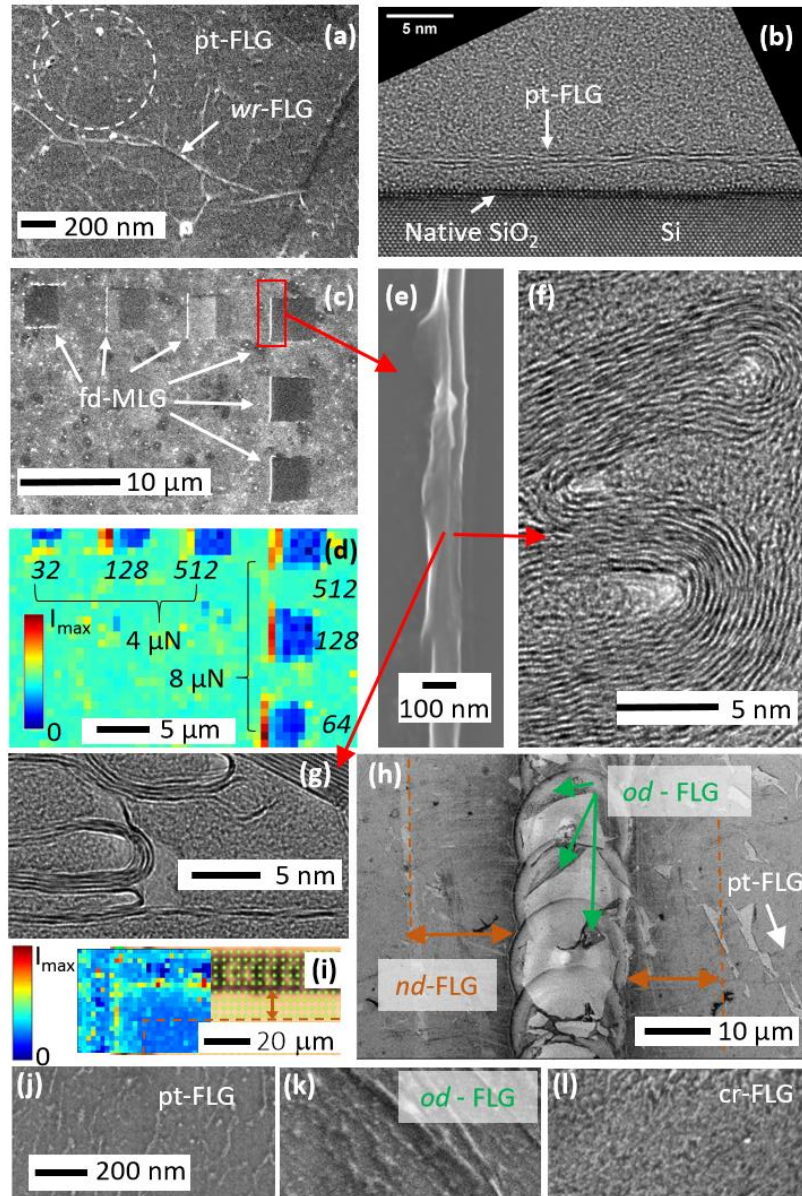 (a)
pt-FLG
wr-FLG
200 nm
5 nm
(b)
pt-FLG
Native SiO₂
Si
(c)
fd-MLG
10 µm
(d)
32 128 512
4 µN
512
128
8 µN
64
Imax
0
5 µm
(e)
100 nm
(f)
5 nm
(g)
5 nm
(h)
od - FLG
pt-FLG
nd-FLG
10 µm
Imax
0
(i)
20 µm
(j)
pt-FLG
200 nm
(k)
od - FLG
(l)
cr-FLG